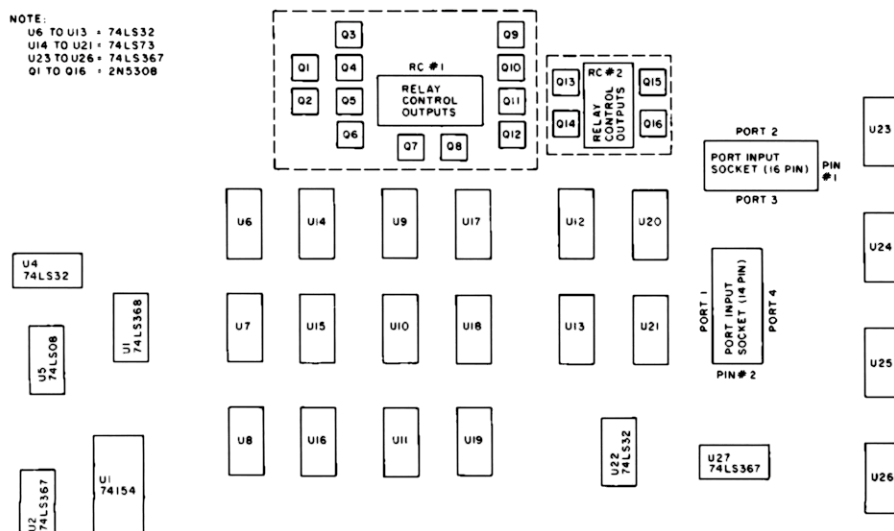 NOTE:
U6 TO U13 = 74LS32
U14 TO U21 = 74LS73
U23 TO U26 = 74LS367
Q1 TO Q16 = 2N5308
Q3
Q9
Q1
Q4
RC #1
Q10
Q2
Q5
RELAY
CONTROL
OUTPUTS
Q11
Q6
Q7
Q8
Q12
Q13
RC #2
Q15
Q14
RELAY
CONTROL
OUTPUTS
Q16
PORT 2
PORT INPUT
SOCKET (16 PIN)
PIN
#1
PORT 3
U23
U6
U14
U9
U17
U12
U20
U24
U4
74LS32
U1
74LS368
U5
74LS08
U7
U15
U10
U18
U13
U21
PORT 1
PORT INPUT
SOCKET (14 PIN)
PORT 4
PIN #2
U25
U8
U16
U11
U19
U22
74LS32
U27
74LS367
U26
U2
74LS367
U1
74154